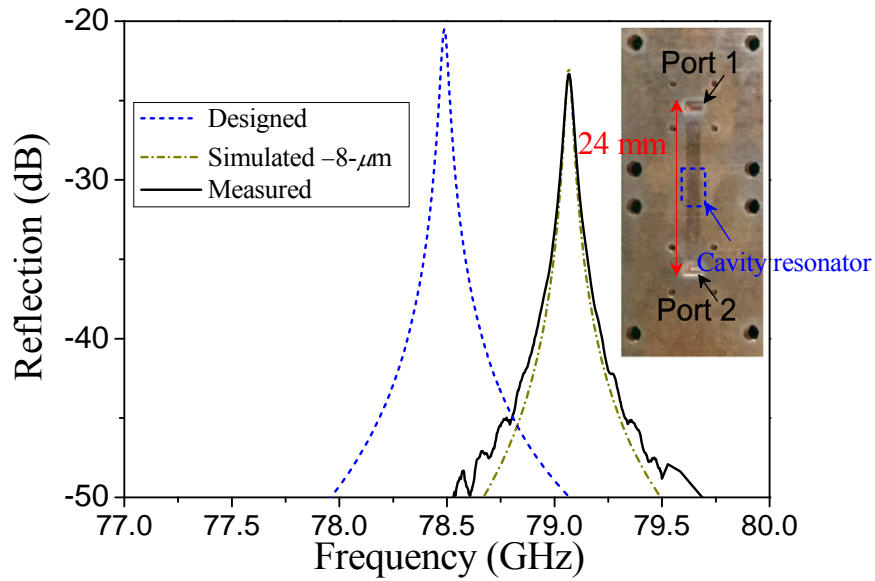 -20
-30
-40
-50
Reflection (dB)
Designed
Simulated –8-μm
Measured
Port 1
24 mm
Cavity resonator
Port 2
77.0 77.5 78.0 78.5 79.0 79.5 80.0
Frequency (GHz)